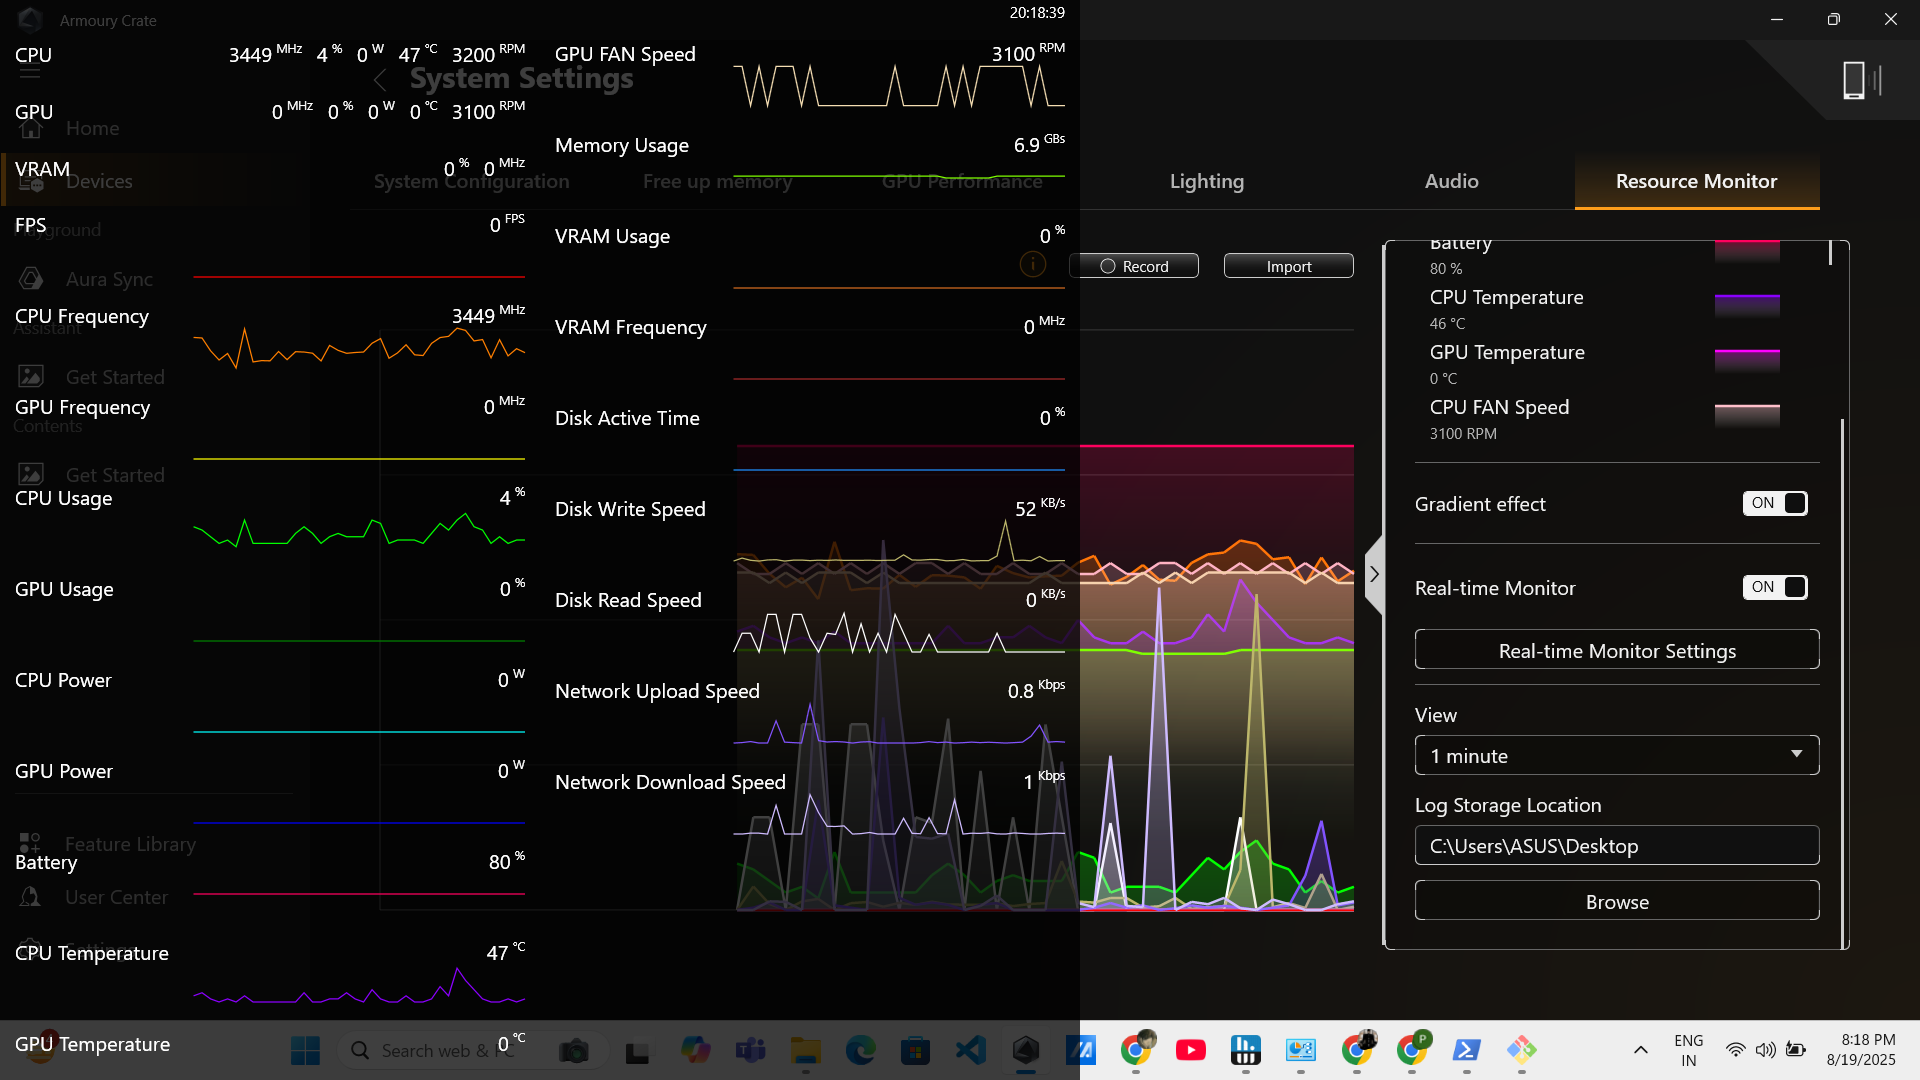 Armoury Crate
20:18:39
CPU 3449 MHz 4 % 0 W 47 °C 3200 RPM
GPU 0 MHz 0 % 0 W 0 °C 3100 RPM
VRAM 0 % 0 MHz
FPS 0 FPS
CPU Frequency 3449 MHz
GPU Frequency 0 MHz
CPU Usage 4 %
GPU Usage 0 %
CPU Power 0 W
GPU Power 0 W
Battery 80 %
CPU Temperature 47 °C
GPU Temperature 0 °C
GPU FAN Speed 3100 RPM
Memory Usage 6.9 GBs
VRAM Usage 0 %
VRAM Frequency 0 MHz
Disk Active Time 0 %
Disk Write Speed 52 KB/s
Disk Read Speed 0 KB/s
Network Upload Speed 0.8 Kbps
Network Download Speed 1 Kbps
System Settings
Home
Devices
Playground
Aura Sync
Assistant
Get Started
Contents
Get Started
Feature Library
User Center
Settings
System Configuration
Free up memory
GPU Performance
Lighting
Audio
Resource Monitor
Record
Import
Battery
80 %
CPU Temperature
46 °C
GPU Temperature
0 °C
CPU FAN Speed
3100 RPM
Gradient effect ON
Real-time Monitor ON
Real-time Monitor Settings
View
1 minute
Log Storage Location
C:\Users\ASUS\Desktop
Browse
Search web & PC
P
ENG
IN
8:18 PM
8/19/2025